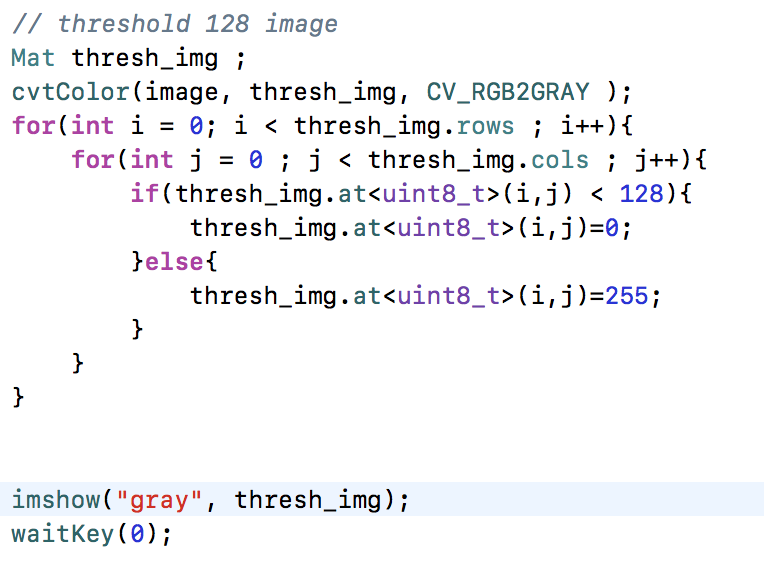 // threshold 128 image
Mat thresh_img ;
cvtColor(image, thresh_img, CV_RGB2GRAY );
for(int i = 0; i < thresh_img.rows ; i++){
    for(int j = 0 ; j < thresh_img.cols ; j++){
        if(thresh_img.at<uint8_t>(i,j) < 128){
            thresh_img.at<uint8_t>(i,j)=0;
        }else{
            thresh_img.at<uint8_t>(i,j)=255;
        }
    }
}
imshow("gray", thresh_img);
waitKey(0);